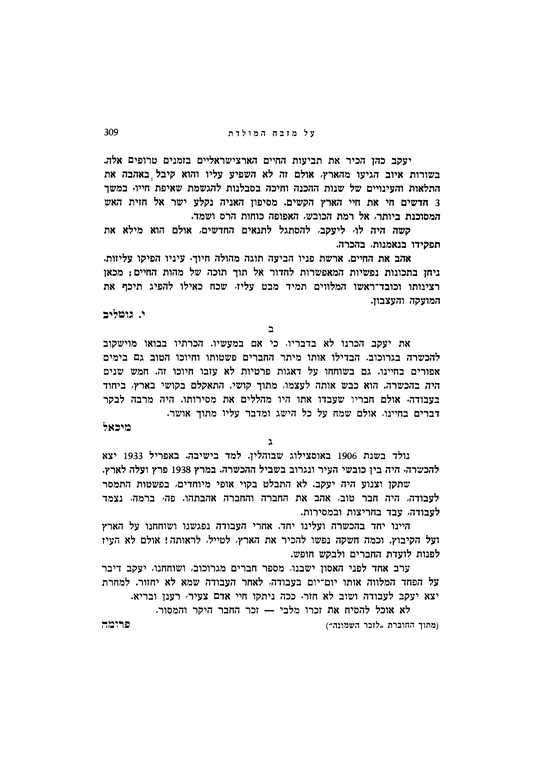 על מזבח המולדת
309
יעקב כהן הכיר את תביעות החיים הארצישראליים בזמנים טרופים אלה.
בשורות איוב הגיעו מהארץ, אולם זה לא השפיע עליו והוא קיבל באהבה את
התלאות והעינויים של שנות ההכנה וחיכה בסבלנות להגשמת שאיפת חייו. במשך
3 חדשים חי את חיי הארץ הקשים. מסיפון האניה נקלע ישר אל חזית האש
המסוכנת ביותר, אל רמת הכובש, האפופה כוחות הרס ושמד.
קשה היה לו, ליעקב, להסתגל לתנאים החדשים, אולם הוא מילא את
תפקידו בנאמנות, בהכרה.
אהב את החיים. ארשת פניו הביעה תוגה מהולה חיוך. עיניו הפיקו עליזות.
ניחן בתכונות נפשיות המאפשרות לחדור אל תוך תוכה של מהות החיים; מכאן
רצינותו וכובד־ראשו המלווים תמיד מבט עליז, שכח כאילו להפיג תיכף את
המועקה והעצבון.
י. גוטליב
ב
את יעקב הכרנו לא בדבריו, כי אם במעשיו. הכרתיו בבואו מוישקוב
להכשרה בגרוכוב. הבדילו אותו מיתר החברים פשטותו וחיוכו הטוב גם בימים
אפורים בחיינו. גם בשוחחו על דאגות פרטיות לא עזבו חיוכו זה. חמש שנים
היה בהכשרה. הוא כבש אותה לעצמו, מתוך קושי. התאקלם בקושי בארץ, ביחוד
בעבודה. אולם חבריו שעבדו אתו היו מהללים את מסירותו. היה מרבה לבקר
דברים בחיינו, אולם שמח על כל הישג ומדבר עליו מתוך אושר.
מיכאל
ג
נולד בשנת 1906 באוסצילוג שבוהלין. למד בישיבה. באפריל 1933 יצא
להכשרה. היה בין כובשי העיר ונגרוב בשביל ההכשרה. במרץ 1938 פרץ ועלה לארץ.
שתקן וצנוע היה יעקב. לא התבלט בקוי אופי מיוחדים. בפשטות התמסר
לעבודה, היה חבר טוב, אהב את החברה והחברה אהבתהו. פה, ברמה, נצמד
לעבודה, עבד בחריצות ובמסירות.
היינו יחד בהכשרה ועלינו יחד. אחרי העבודה נפגשנו ושוחחנו על הארץ
ועל הקיבוץ. וכמה חשקה נפשו להכיר את הארץ, לטייל, לראותה! אולם לא העיז
לפנות לועדת החברים ולבקש חופש.
ערב אחד לפני האסון ישבנו, מספר חברים מגרוכוב, ושוחחנו, יעקב דיבר
על הפחד המלווה אותו יום־יום בעבודה, לאחר העבודה שמא לא יחזור. למחרת
יצא יעקב לעבודה ושוב לא חזר. ככה ניתקו חיי אדם צעיר, רענן ובריא.
לא אוכל להסיח את זכרו מלבי — זכר החבר היקר והמסור.
(מתוך החוברת „לזכר השמונה״)
פרימה